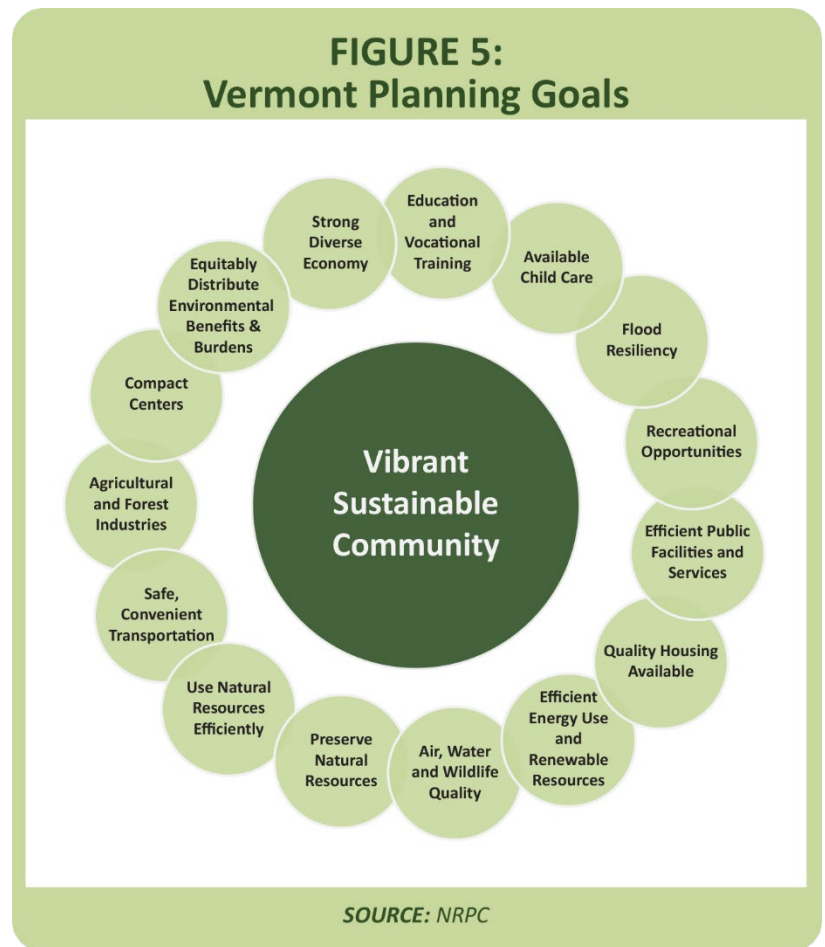 FIGURE 5:
Vermont Planning Goals
Education
and
Vocational
Training
Available
Child Care
Flood
Resiliency
Recreational
Opportunities
Efficient Public
Facilities and
Services
Quality Housing
Available
Efficient
Energy Use
and
Renewable
Resources
Air, Water
and Wildlife
Quality
Preserve
Natural
Resources
Use Natural
Resources
Efficiently
Safe,
Convenient
Transportation
Agricultural
and Forest
Industries
Compact
Centers
Equitably
Distribute
Environmental
Benefits &
Burdens
Strong
Diverse
Economy
Vibrant
Sustainable
Community
SOURCE: NRPC